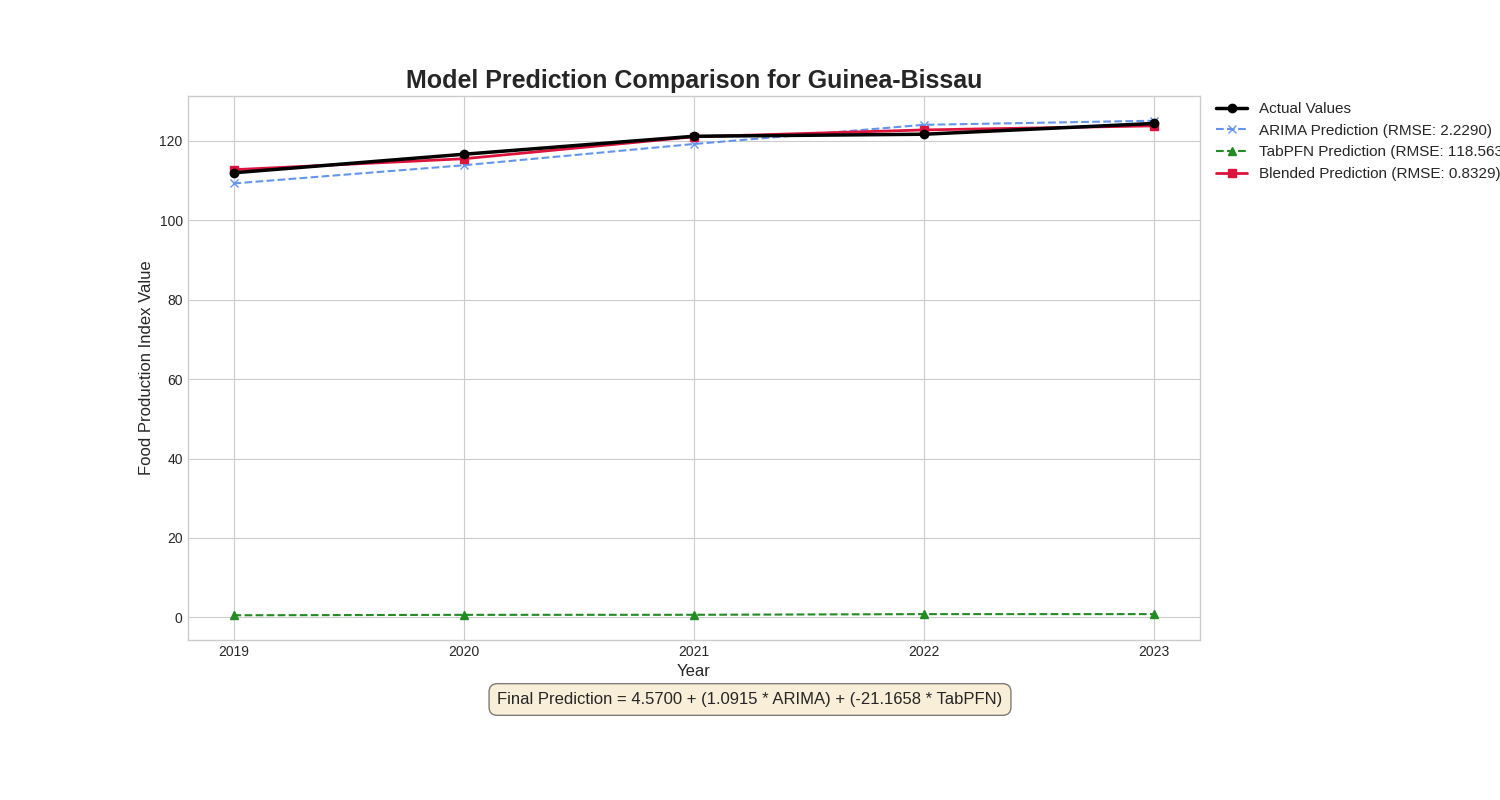 Model Prediction Comparison for Guinea-Bissau
Actual Values
ARIMA Prediction (RMSE: 2.2290)
TabPFN Prediction (RMSE: 118.563
Blended Prediction (RMSE: 0.8329)
Food Production Index Value
120
100
80
60
40
20
0
2019 2020 2021 2022 2023
Year
Final Prediction = 4.5700 + (1.0915 * ARIMA) + (-21.1658 * TabPFN)